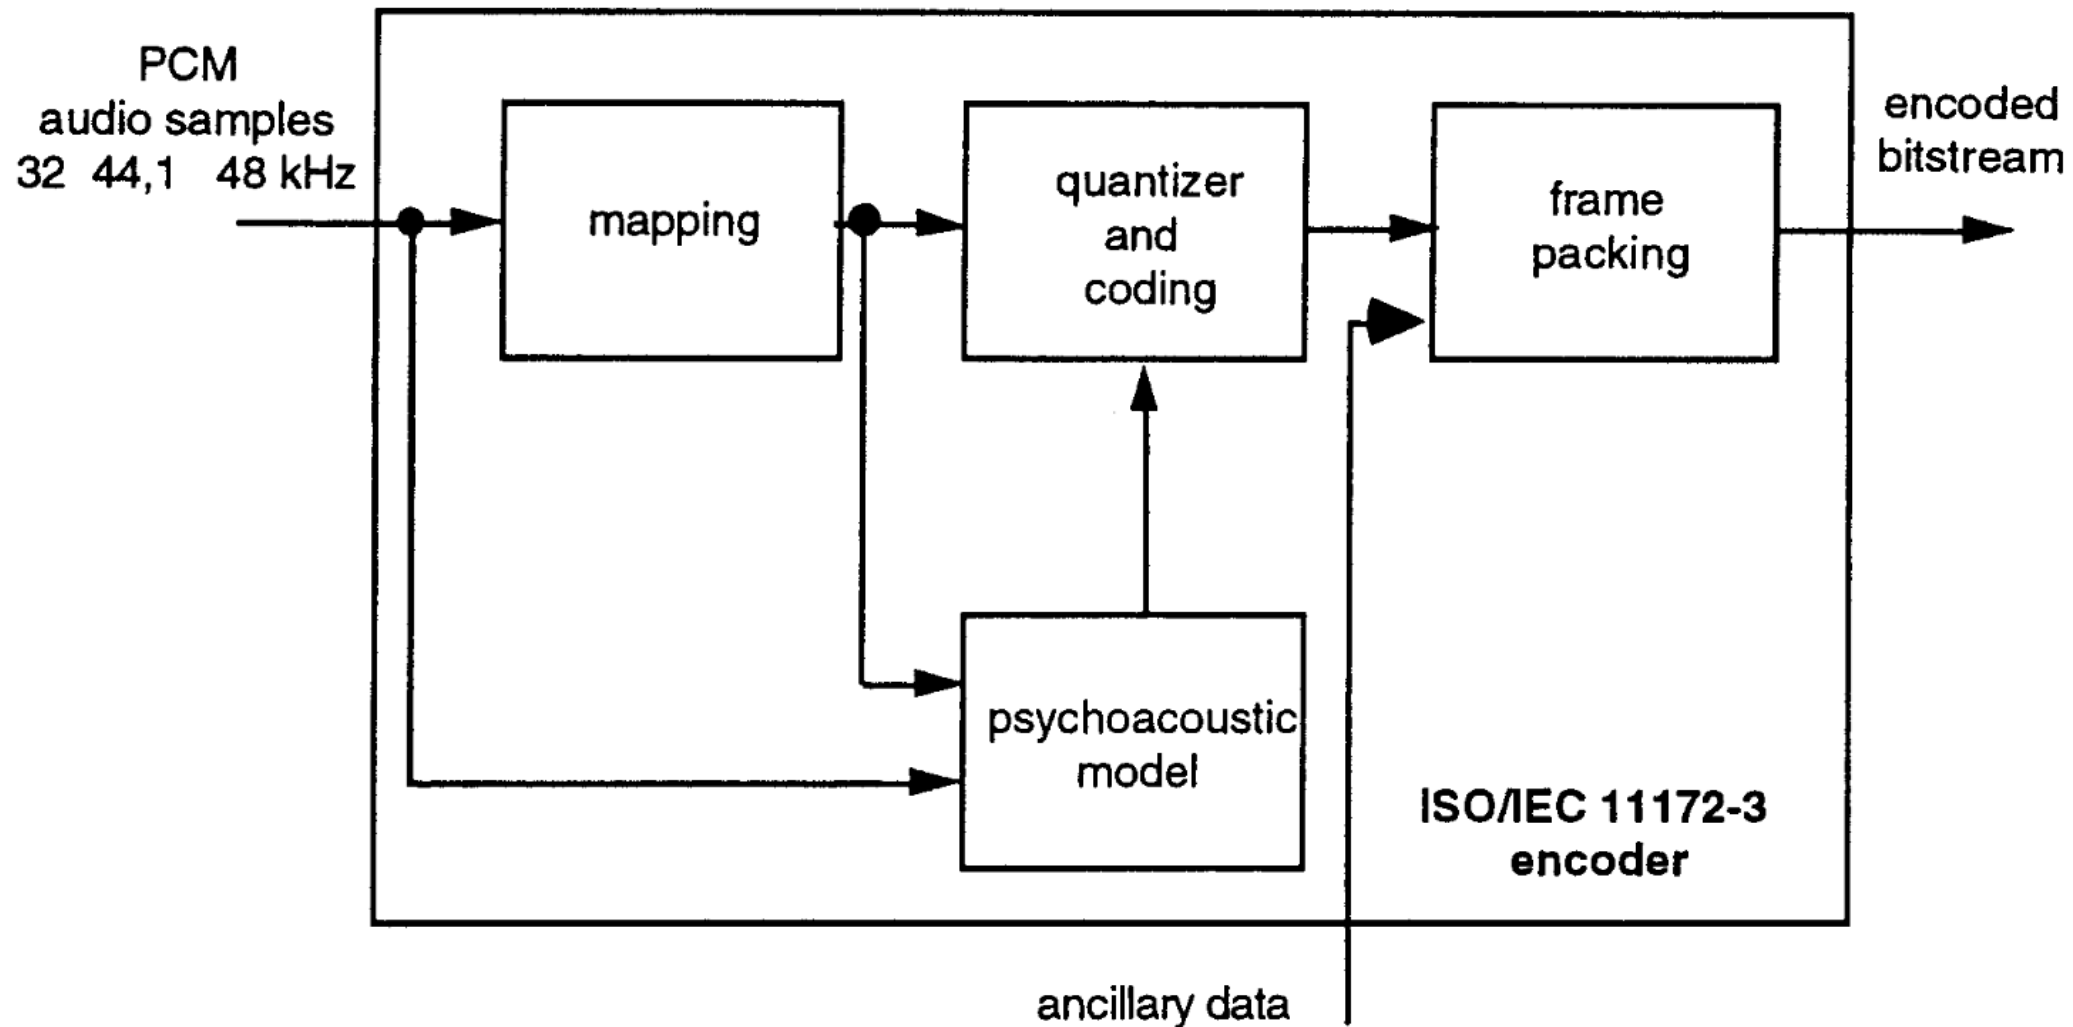 PCM
audio samples
32 44,1 48 kHz
mapping
quantizer
and
coding
frame
packing
encoded
bitstream
psychoacoustic
model
ISO/IEC 11172-3
encoder
ancillary data